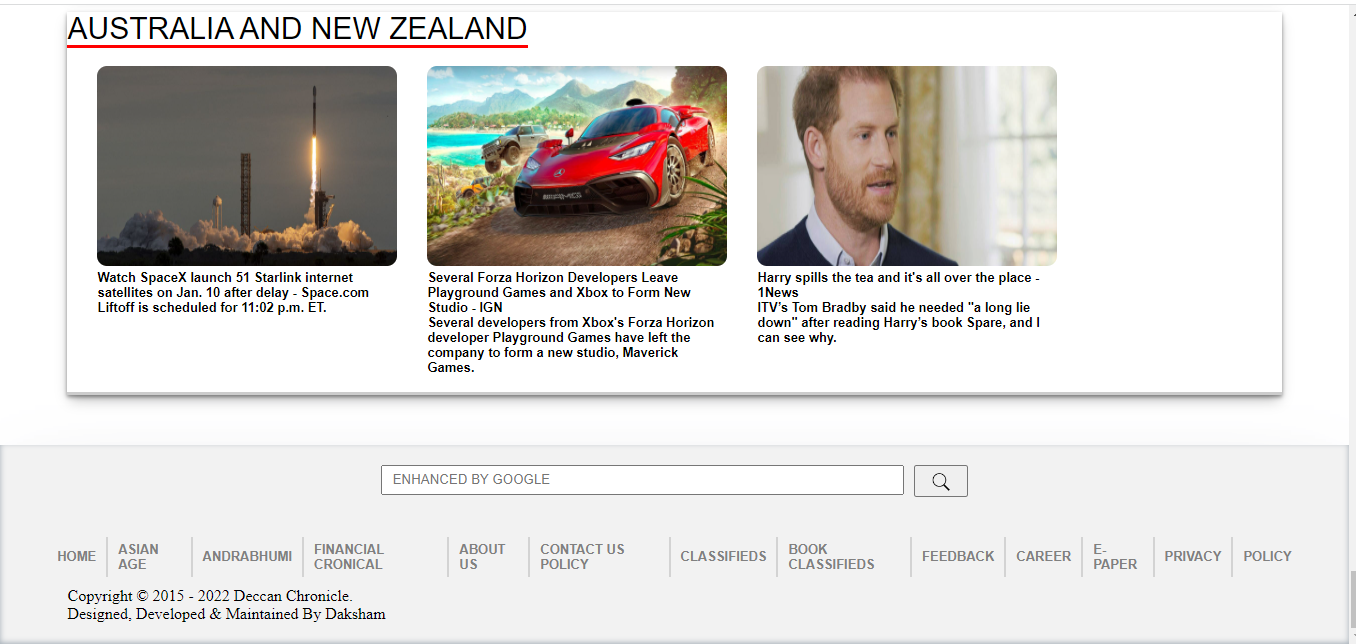 AUSTRALIA AND NEW ZEALAND
Watch SpaceX launch 51 Starlink internet
satellites on Jan. 10 after delay - Space.com
Liftoff is scheduled for 11:02 p.m. ET.
Several Forza Horizon Developers Leave
Playground Games and Xbox to Form New
Studio - IGN
Several developers from Xbox's Forza Horizon
developer Playground Games have left the
company to form a new studio, Maverick
Games.
Harry spills the tea and it's all over the place -
1News
ITV’s Tom Bradby said he needed "a long lie
down" after reading Harry’s book Spare, and I
can see why.
ENHANCED BY GOOGLE
HOME
ASIAN
AGE
ANDRABHUMI
FINANCIAL
CRONICAL
ABOUT
US
CONTACT US
POLICY
CLASSIFIEDS
BOOK
CLASSIFIEDS
FEEDBACK
CAREER
E-
PAPER
PRIVACY
POLICY
Copyright © 2015 - 2022 Deccan Chronicle.
Designed, Developed & Maintained By Daksham